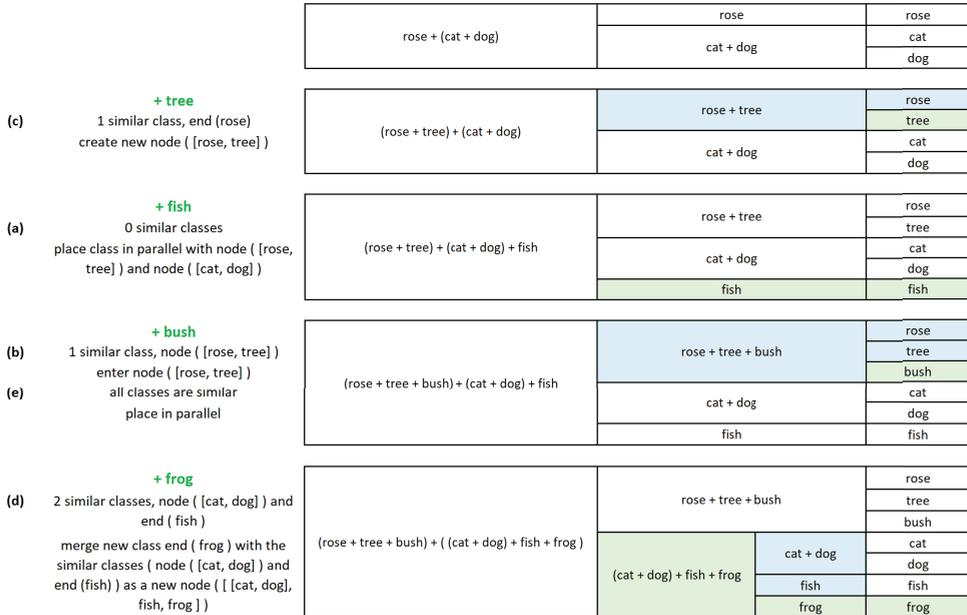 rose + (cat + dog)
rose
rose
cat + dog
cat
dog
+ tree
(c)
1 similar class, end (rose)
create new node ( [rose, tree] )
(rose + tree) + (cat + dog)
rose + tree
rose
tree
cat + dog
cat
dog
+ fish
(a)
0 similar classes
place class in parallel with node ( [rose,
tree] ) and node ( [cat, dog] )
(rose + tree) + (cat + dog) + fish
rose + tree
rose
tree
cat + dog
cat
dog
fish
fish
+ bush
(b)
1 similar class, node ( [rose, tree] )
enter node ( [rose, tree] )
(e)
all classes are similar
place in parallel
(rose + tree + bush) + (cat + dog) + fish
rose + tree + bush
rose
tree
bush
cat + dog
cat
dog
fish
fish
+ frog
(d)
2 similar classes, node ( [cat, dog] ) and
end ( fish )
merge new class end ( frog ) with the
similar classes ( node ( [cat, dog] ) and
end (fish) ) as a new node ( [ [cat, dog],
fish, frog ] )
(rose + tree + bush) + ( (cat + dog) + fish + frog )
rose + tree + bush
rose
tree
bush
(cat + dog) + fish + frog
cat + dog
cat
dog
fish
fish
frog
frog